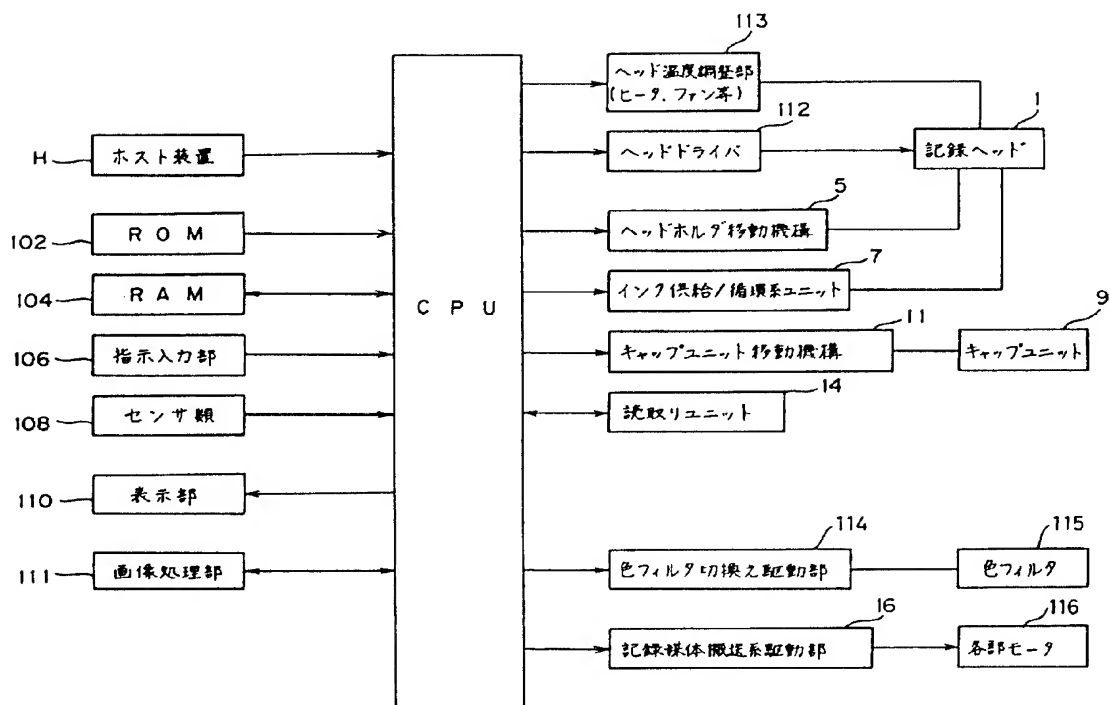 113
ヘッド温度調整部
(ヒータ、ファン等)
1
112
H
ホスト装置
ヘッドドライバ
記録ヘッド
5
102
ROM
ヘッドホルダ移動機構
7
104
RAM
CPU
インク供給/循環系ユニット
11
9
106
指示入力部
キャップユニット移動機構
キャップユニット
14
108
センサ類
読取りユニット
110
表示部
114
115
111
画像処理部
色フィルタ切換え駆動部
色フィルタ
16
116
記録媒体搬送系駆動部
各部モータ